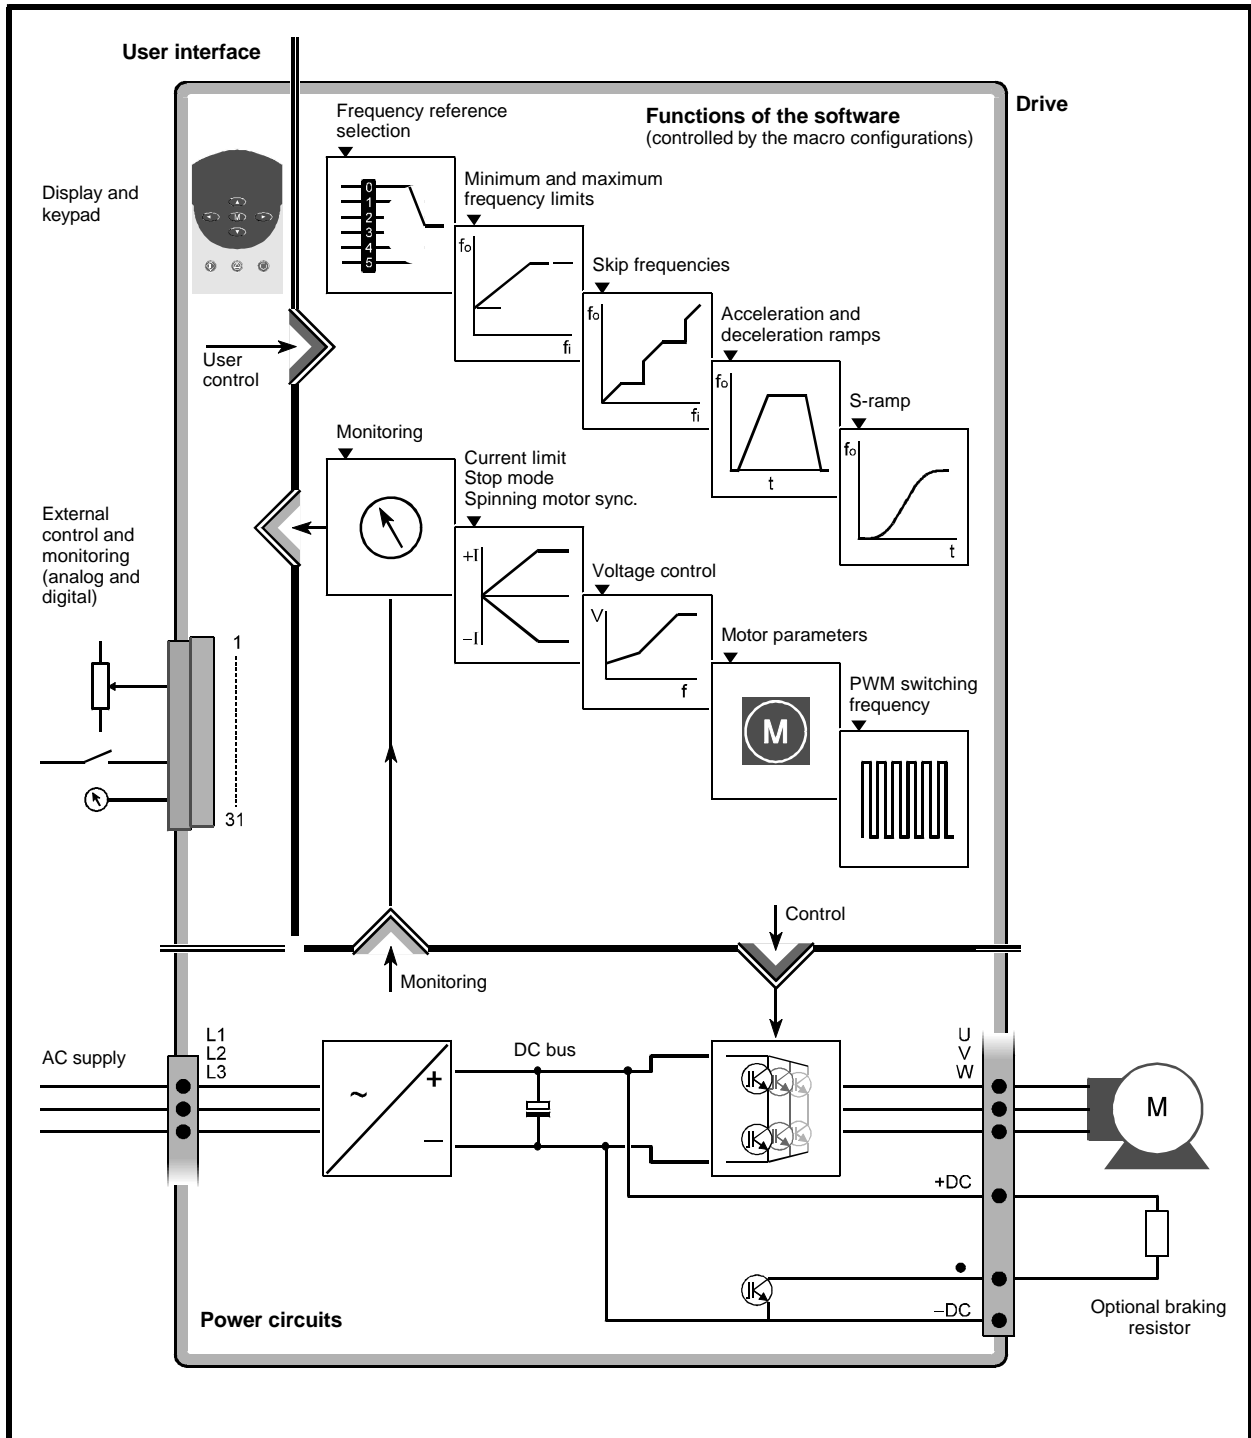 User interface
Drive
Frequency reference
selection
Functions of the software
(controlled by the macro configurations)
Display and
keypad
M
0
1
2
3
4
5
Minimum and maximum
frequency limits
fo
fi
Skip frequencies
fo
fi
Acceleration and
deceleration ramps
fo
t
S-ramp
fo
t
User
control
Monitoring
Current limit
Stop mode
Spinning motor sync.
+I
−I
External
control and
monitoring
(analog and
digital)
Voltage control
V
f
Motor parameters
M
PWM switching
frequency
1
31
Control
Monitoring
AC supply
L1
L2
L3
~
+
−
DC bus
U
V
W
M
+DC
−DC
Power circuits
Optional braking
resistor